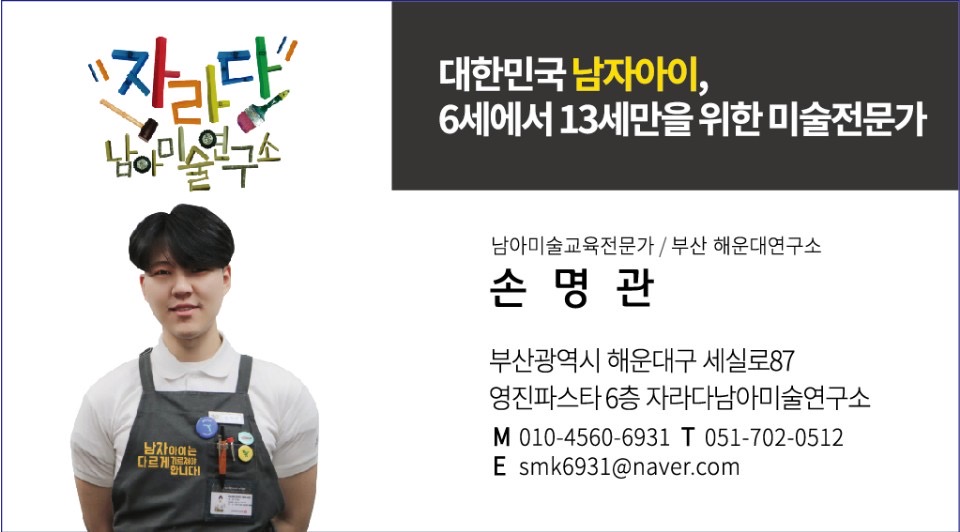 자라다
남아미술연구소
대한민국 남자아이,
6세에서 13세만을 위한 미술전문가
남아미술교육전문가 / 부산 해운대연구소
손 명 관
부산광역시 해운대구 세실로87
영진파스타 6층 자라다남아미술연구소
M 010-4560-6931 T 051-702-0512
E smk6931@naver.com
남자아이는
다르게 가르쳐야
합니다!